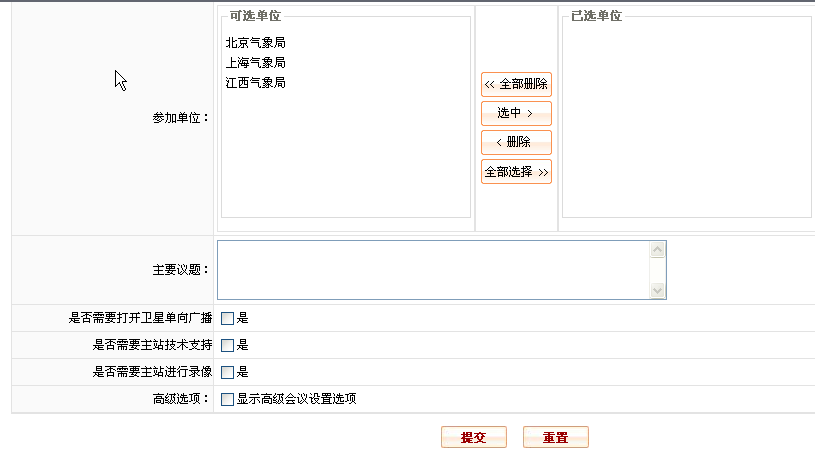 可选单位
已选单位
北京气象局
上海气象局
江西气象局
参加单位：
<< 全部删除
选中 >
< 删除
全部选择 >>
主要议题：
是否需要打开卫星单向广播 是
是否需要主站技术支持 是
是否需要主站进行录像 是
高级选项： 显示高级会议设置选项
提交 重置